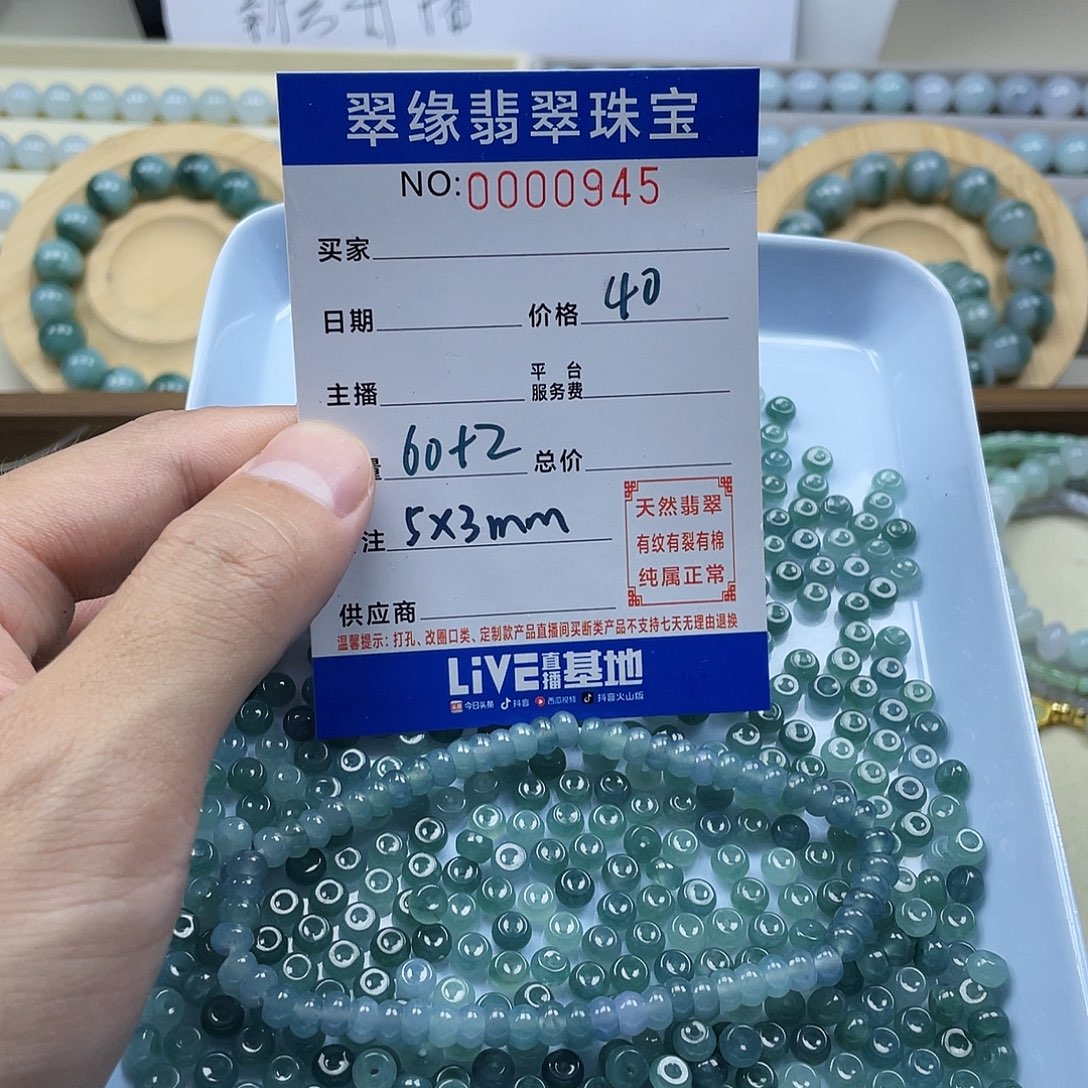 翠缘翡翠珠宝
NO:0000945
买家
日期 价格 40
主播 平台服务费
量 60+2 总价
注 5X3mm
天然翡翠
有纹有裂有棉
纯属正常
供应商
温馨提示：打孔、改圈口类、定制款产品直播间买断类产品不支持七天无理由退换
LiVE直播基地
今日头条 抖音 西瓜视频 抖音火山版